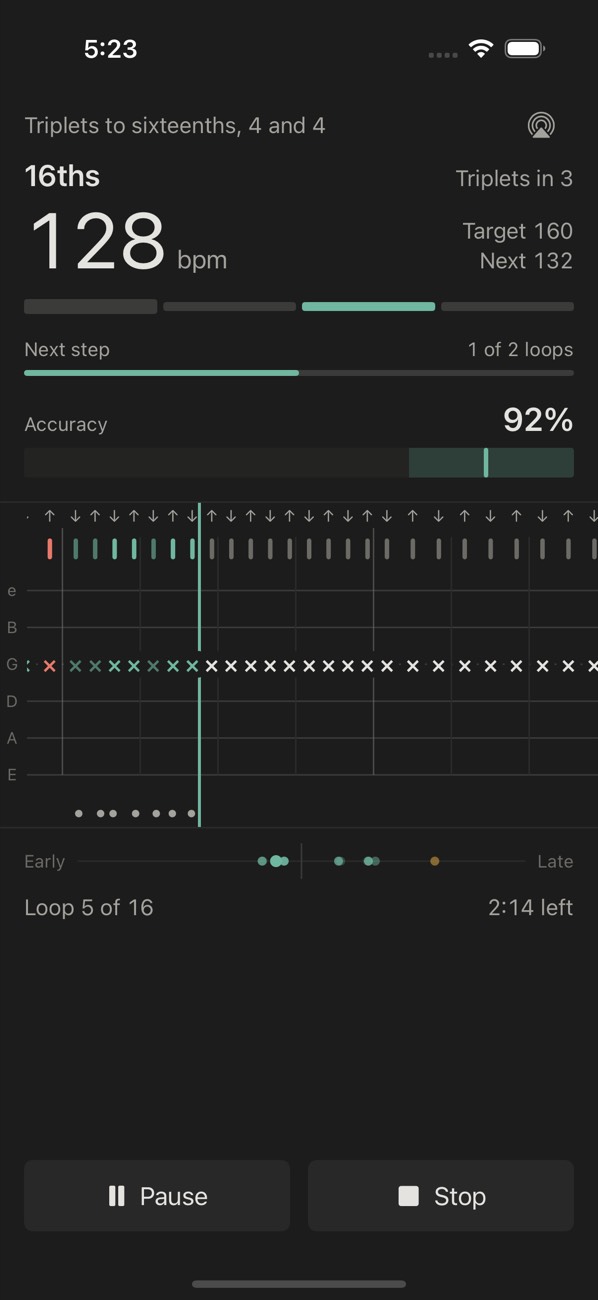 5:23
Triplets to sixteenths, 4 and 4
16ths
Triplets in 3
128 bpm
Target 160
Next 132
Next step
1 of 2 loops
Accuracy
92%
e
B
G
D
A
E
Early
Late
Loop 5 of 16
2:14 left
Pause
Stop